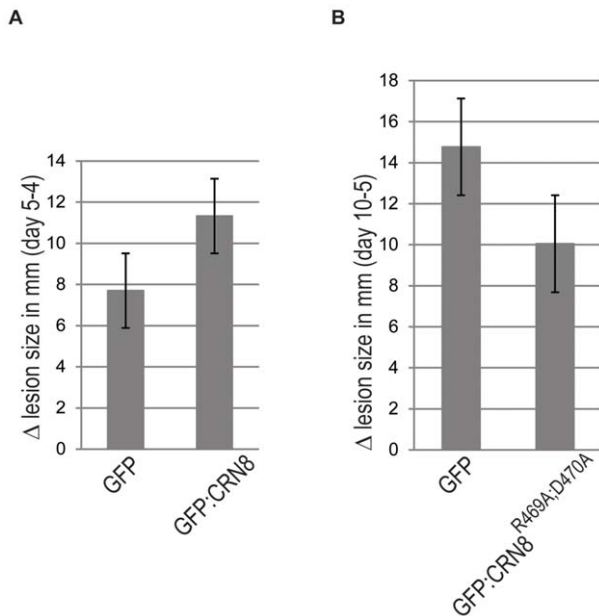 A
Δ lesion size in mm (day 5-4)
14
12
10
8
6
4
2
0
GFP
GFP:CRN8
B
Δ lesion size in mm (day 10-5)
18
16
14
12
10
8
6
4
2
0
GFP
GFP:CRN8 R469A;D470A